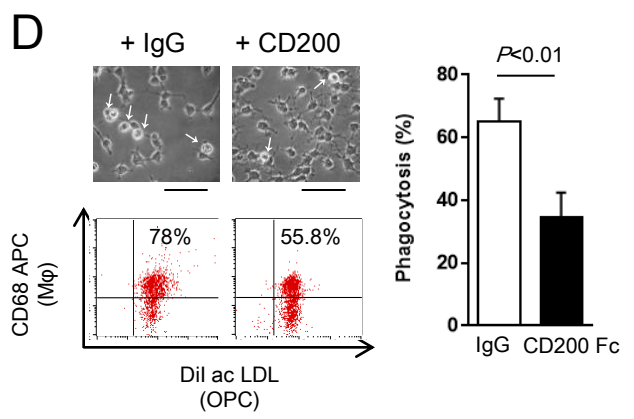 D
+ IgG
+ CD200
78%
55.8%
CD68 APC
(Mφ)
Dil ac LDL
(OPC)
P<0.01
Phagocytosis (%)
80
60
40
20
0
IgG
CD200 Fc